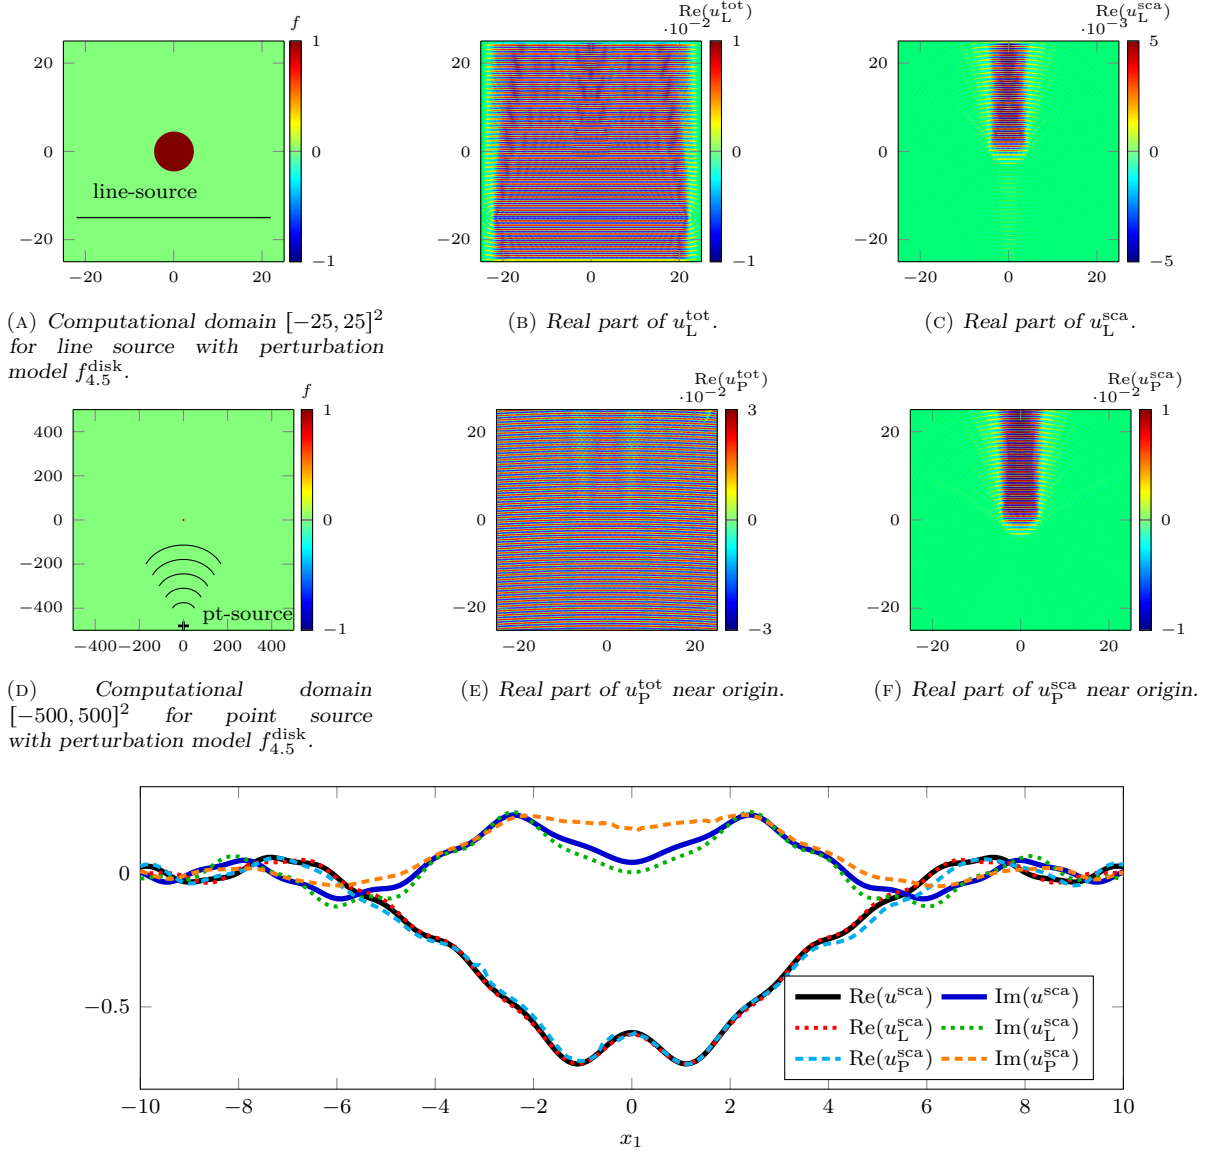 f
1
0
−1
20
0
−20
−20 0 20
line-source
(A) Computational domain [−25, 25]²
for line source with perturbation
model f_{4.5}^{disk}.
Re(u_L^{tot})
·10^{−2}
1
0
−1
20
0
−20
−20 0 20
(B) Real part of u_L^{tot}.
Re(u_L^{sca})
·10^{−3}
5
0
−5
20
0
−20
−20 0 20
(C) Real part of u_L^{sca}.
f
1
0
−1
400
200
0
−200
−400
−400 −200 0 200 400
pt-source
(D) Computational domain
[−500, 500]² for point source
with perturbation model f_{4.5}^{disk}.
Re(u_P^{tot})
·10^{−2}
3
0
−3
20
0
−20
−20 0 20
(E) Real part of u_P^{tot} near origin.
Re(u_P^{sca})
·10^{−2}
1
0
−1
20
0
−20
−20 0 20
(F) Real part of u_P^{sca} near origin.
0
−0.5
−10 −8 −6 −4 −2 0 2 4 6 8 10
x_1
Re(u^{sca}) Im(u^{sca})
Re(u_L^{sca}) Im(u_L^{sca})
Re(u_P^{sca}) Im(u_P^{sca})